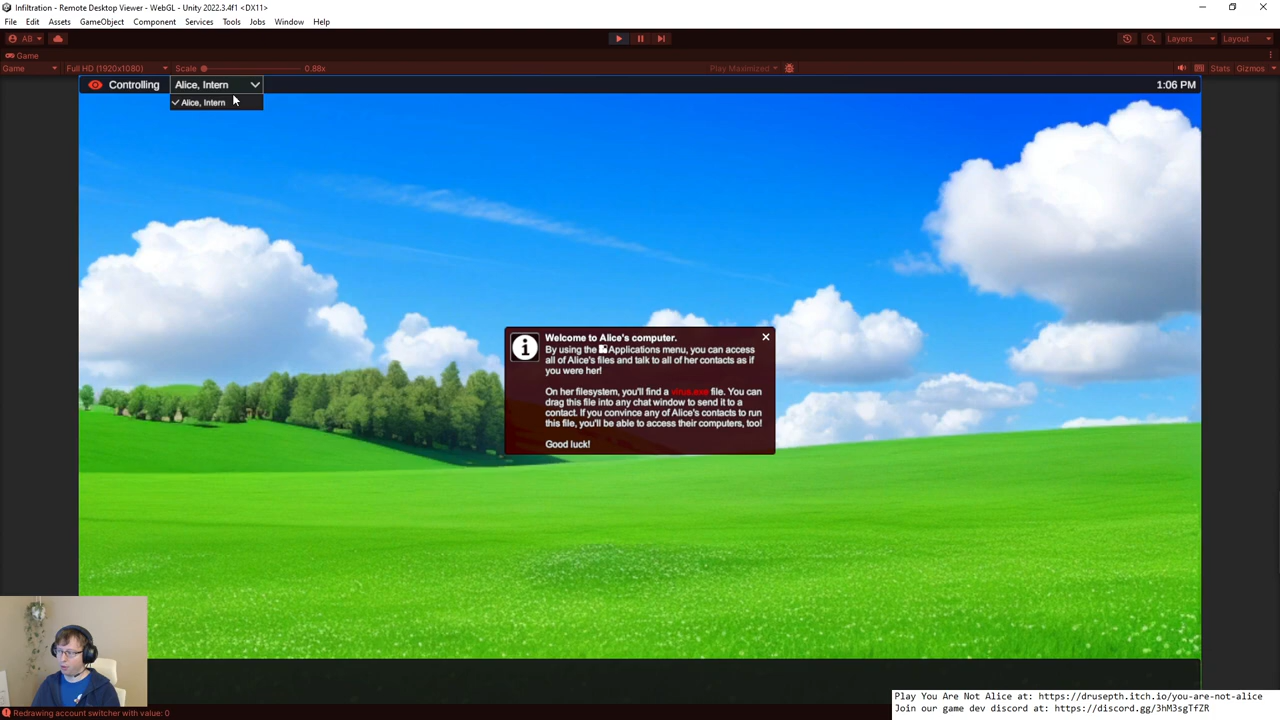 Infiltration - Remote Desktop Viewer - WebGL - Unity 2022.3.4f1 <DX11>
File Edit Assets GameObject Component Services Tools Jobs Window Help
AB Layers Layout
Game
Game Full HD (1920x1080) Scale 0.88x Play Maximized Stats Gizmos
Controlling Alice, Intern 1:06 PM
Alice, Intern
Welcome to Alice's computer.
By using the Applications menu, you can access
all of Alice's files and talk to all of her contacts as if
you were her!
On her filesystem, you'll find a virus.exe file. You can
drag this file into any chat window to send it to a
contact. If you convince any of Alice's contacts to run
this file, you'll be able to access their computers, too!
Good luck!
Play You Are Not Alice at: https://drusepth.itch.io/you-are-not-alice
Join our game dev discord at: https://discord.gg/3hM3sgTfZR
Redrawing account switcher with value: 0